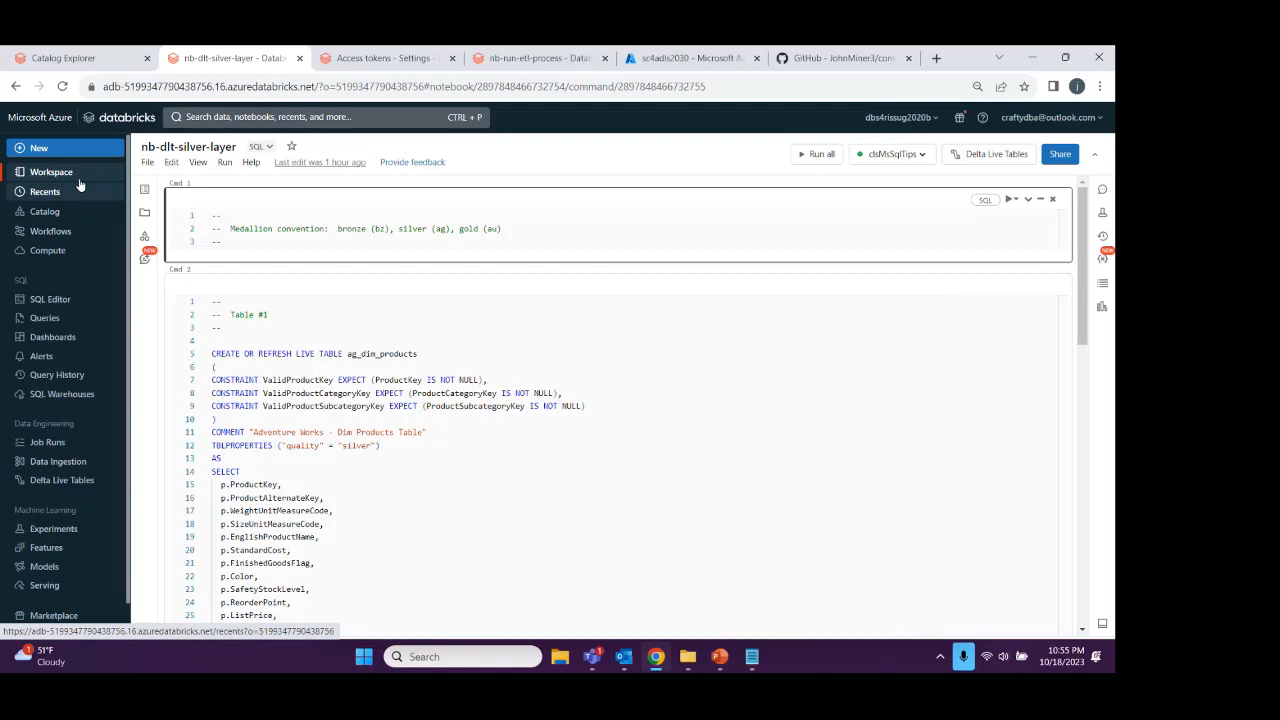 Catalog Explorer
nb-dlt-silver-layer - Databri
Access tokens - Settings -
nb-run-etl-process - Datab
sc4adls2030 - Microsoft A
GitHub - JohnMiner3/com
adb-5199347790438756.16.azuredatabricks.net/?o=5199347790438756#notebook/2897848466732754/command/2897848466732755
Microsoft Azure
databricks
Search data, notebooks, recents, and more...
CTRL + P
dbs4rissug2020b
craftydba@outlook.com
New
Workspace
Recents
Catalog
Workflows
Compute
SQL
SQL Editor
Queries
Dashboards
Alerts
Query History
SQL Warehouses
Data Engineering
Job Runs
Data Ingestion
Delta Live Tables
Machine Learning
Experiments
Features
Models
Serving
Marketplace
nb-dlt-silver-layer
SQL
File Edit View Run Help Last edit was 1 hour ago Provide feedback
Run all
clsMsSqlTips
Delta Live Tables
Share
NEW
NEW
Cmd 1
SQL
1 --
2 -- Medallion convention: bronze (bz), silver (ag), gold (au)
3 --
Cmd 2
1 --
2 -- Table #1
3 --
4
5 CREATE OR REFRESH LIVE TABLE ag_dim_products
6 (
7 CONSTRAINT ValidProductKey EXPECT (ProductKey IS NOT NULL),
8 CONSTRAINT ValidProductCategoryKey EXPECT (ProductCategoryKey IS NOT NULL),
9 CONSTRAINT ValidProductSubcategoryKey EXPECT (ProductSubcategoryKey IS NOT NULL)
10 )
11 COMMENT "Adventure Works - Dim Products Table"
12 TBLPROPERTIES ("quality" = "silver")
13 AS
14 SELECT
15 p.ProductKey,
16 p.ProductAlternateKey,
17 p.WeightUnitMeasureCode,
18 p.SizeUnitMeasureCode,
19 p.EnglishProductName,
20 p.StandardCost,
21 p.FinishedGoodsFlag,
22 p.Color,
23 p.SafetyStockLevel,
24 p.ReorderPoint,
25 p.ListPrice,
https://adb-5199347790438756.16.azuredatabricks.net/recents?o=5199347790438756
1
51°F
Cloudy
Search
1
10:55 PM
10/18/2023